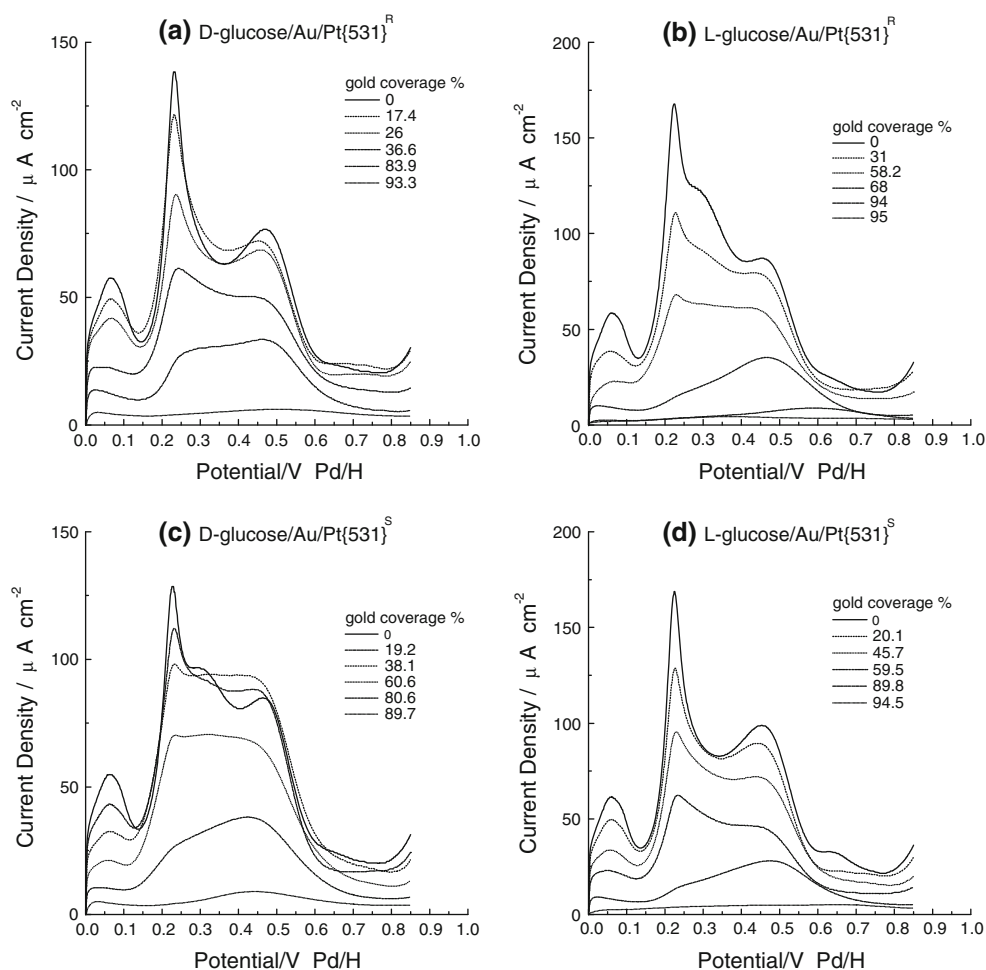 (a) D-glucose/Au/Pt{531}R
gold coverage %
0
17.4
26
36.6
83.9
93.3
150
100
50
0
Current Density / μ A cm-2
0.0 0.1 0.2 0.3 0.4 0.5 0.6 0.7 0.8 0.9 1.0
Potential/V Pd/H
(b) L-glucose/Au/Pt{531}R
gold coverage %
0
31
58.2
68
94
95
200
150
100
50
0
Current Density / μ A cm-2
0.0 0.1 0.2 0.3 0.4 0.5 0.6 0.7 0.8 0.9 1.0
Potential/V Pd/H
(c) D-glucose/Au/Pt{531}S
gold coverage %
0
19.2
38.1
60.6
80.6
89.7
150
100
50
0
Current Density / μ A cm-2
0.0 0.1 0.2 0.3 0.4 0.5 0.6 0.7 0.8 0.9 1.0
Potential/V Pd/H
(d) L-glucose/Au/Pt{531}S
gold coverage %
0
20.1
45.7
59.5
89.8
94.5
200
150
100
50
0
Current Density / μ A cm-2
0.0 0.1 0.2 0.3 0.4 0.5 0.6 0.7 0.8 0.9 1.0
Potential/V Pd/H